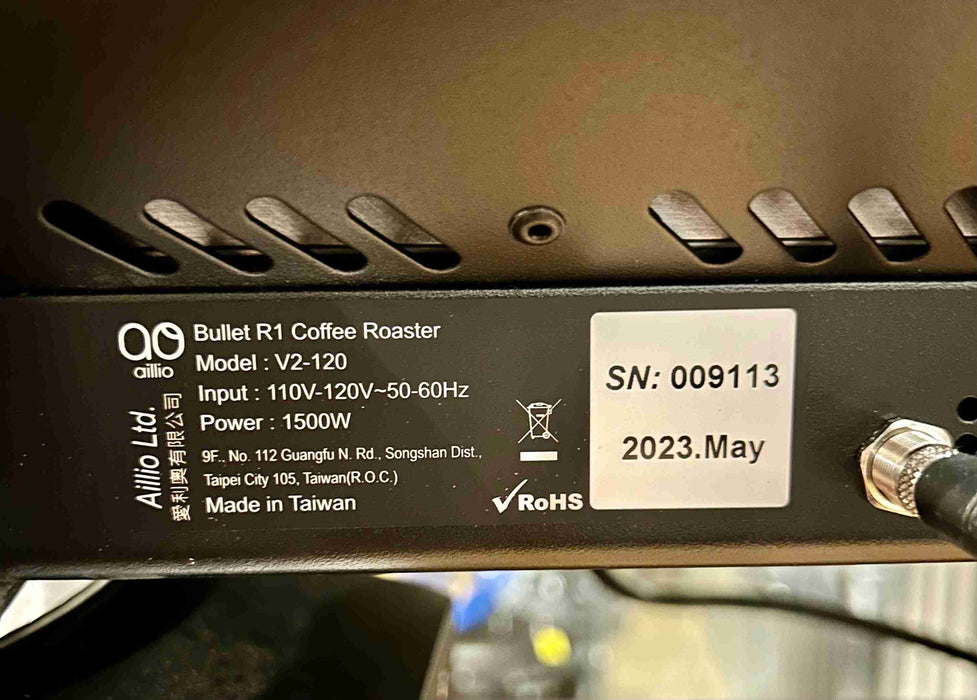 aillio
Aillio Ltd.
愛利奧有限公司
Bullet R1 Coffee Roaster
Model : V2-120
Input : 110V-120V~50-60Hz
Power : 1500W
9F., No. 112 Guangfu N. Rd., Songshan Dist.,
Taipei City 105, Taiwan(R.O.C.)
Made in Taiwan
RoHS
SN: 009113
2023.May